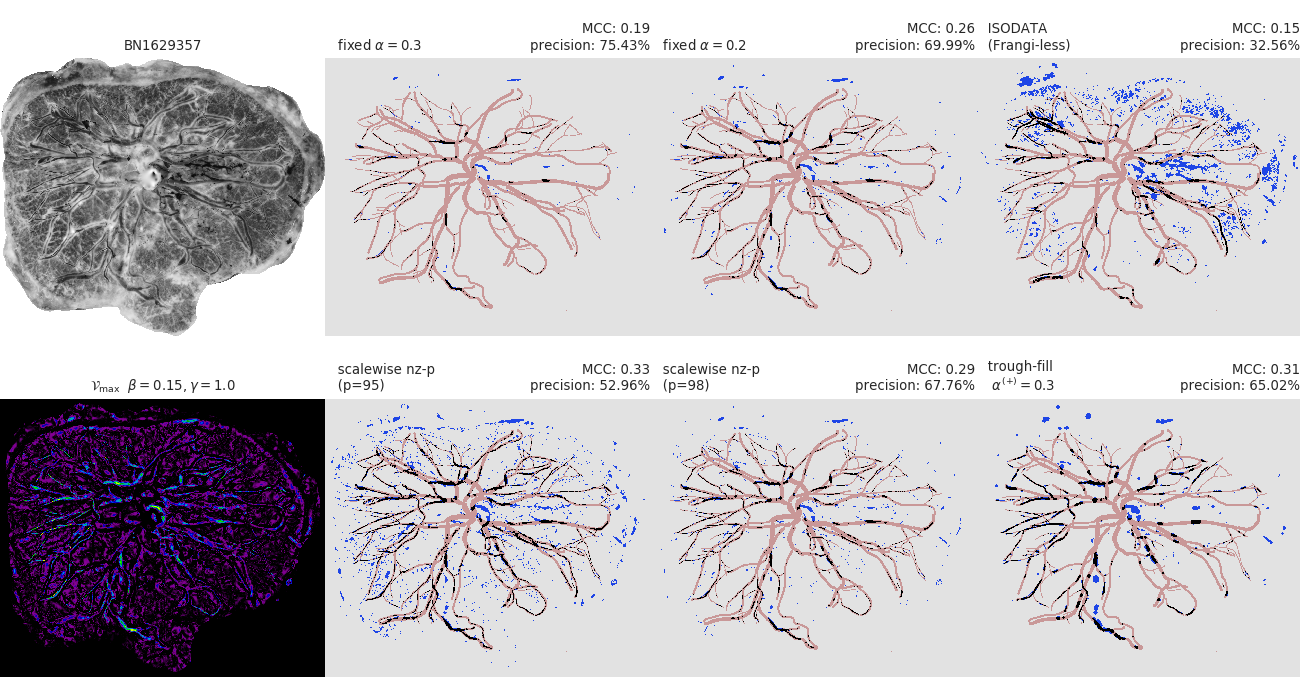 BN1629357
fixed α = 0.3
MCC: 0.19
precision: 75.43%
fixed α = 0.2
MCC: 0.26
precision: 69.99%
ISODATA
(Frangi-less)
MCC: 0.15
precision: 32.56%
𝒱max β = 0.15, γ = 1.0
scalewise nz-p
(p=95)
MCC: 0.33
precision: 52.96%
scalewise nz-p
(p=98)
MCC: 0.29
precision: 67.76%
trough-fill
α(+) = 0.3
MCC: 0.31
precision: 65.02%